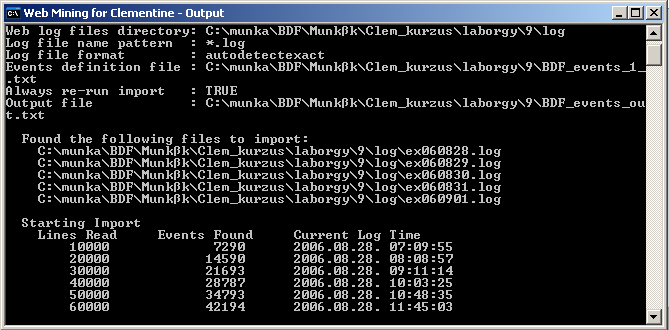 Web Mining for Clementine - Output
Web log files directory: C:\munka\BDF\Munkβk\Clem_kurzus\laborgy\9\log
Log file name pattern  : *.log
Log file format        : autodetectexact
Events definition file : C:\munka\BDF\Munkβk\Clem_kurzus\laborgy\9\BDF_events_1_
.txt
Always re-run import   : TRUE
Output file            : C:\munka\BDF\Munkβk\Clem_kurzus\laborgy\9\BDF_events_ou
t.txt
Found the following files to import:
C:\munka\BDF\Munkβk\Clem_kurzus\laborgy\9\log\ex060828.log
C:\munka\BDF\Munkβk\Clem_kurzus\laborgy\9\log\ex060829.log
C:\munka\BDF\Munkβk\Clem_kurzus\laborgy\9\log\ex060830.log
C:\munka\BDF\Munkβk\Clem_kurzus\laborgy\9\log\ex060831.log
C:\munka\BDF\Munkβk\Clem_kurzus\laborgy\9\log\ex060901.log
Starting Import
Lines Read     Events Found     Current Log Time
10000     7290     2006.08.28. 07:09:55
20000     14590     2006.08.28. 08:08:57
30000     21693     2006.08.28. 09:11:14
40000     28787     2006.08.28. 10:03:25
50000     34793     2006.08.28. 10:48:35
60000     42194     2006.08.28. 11:45:03